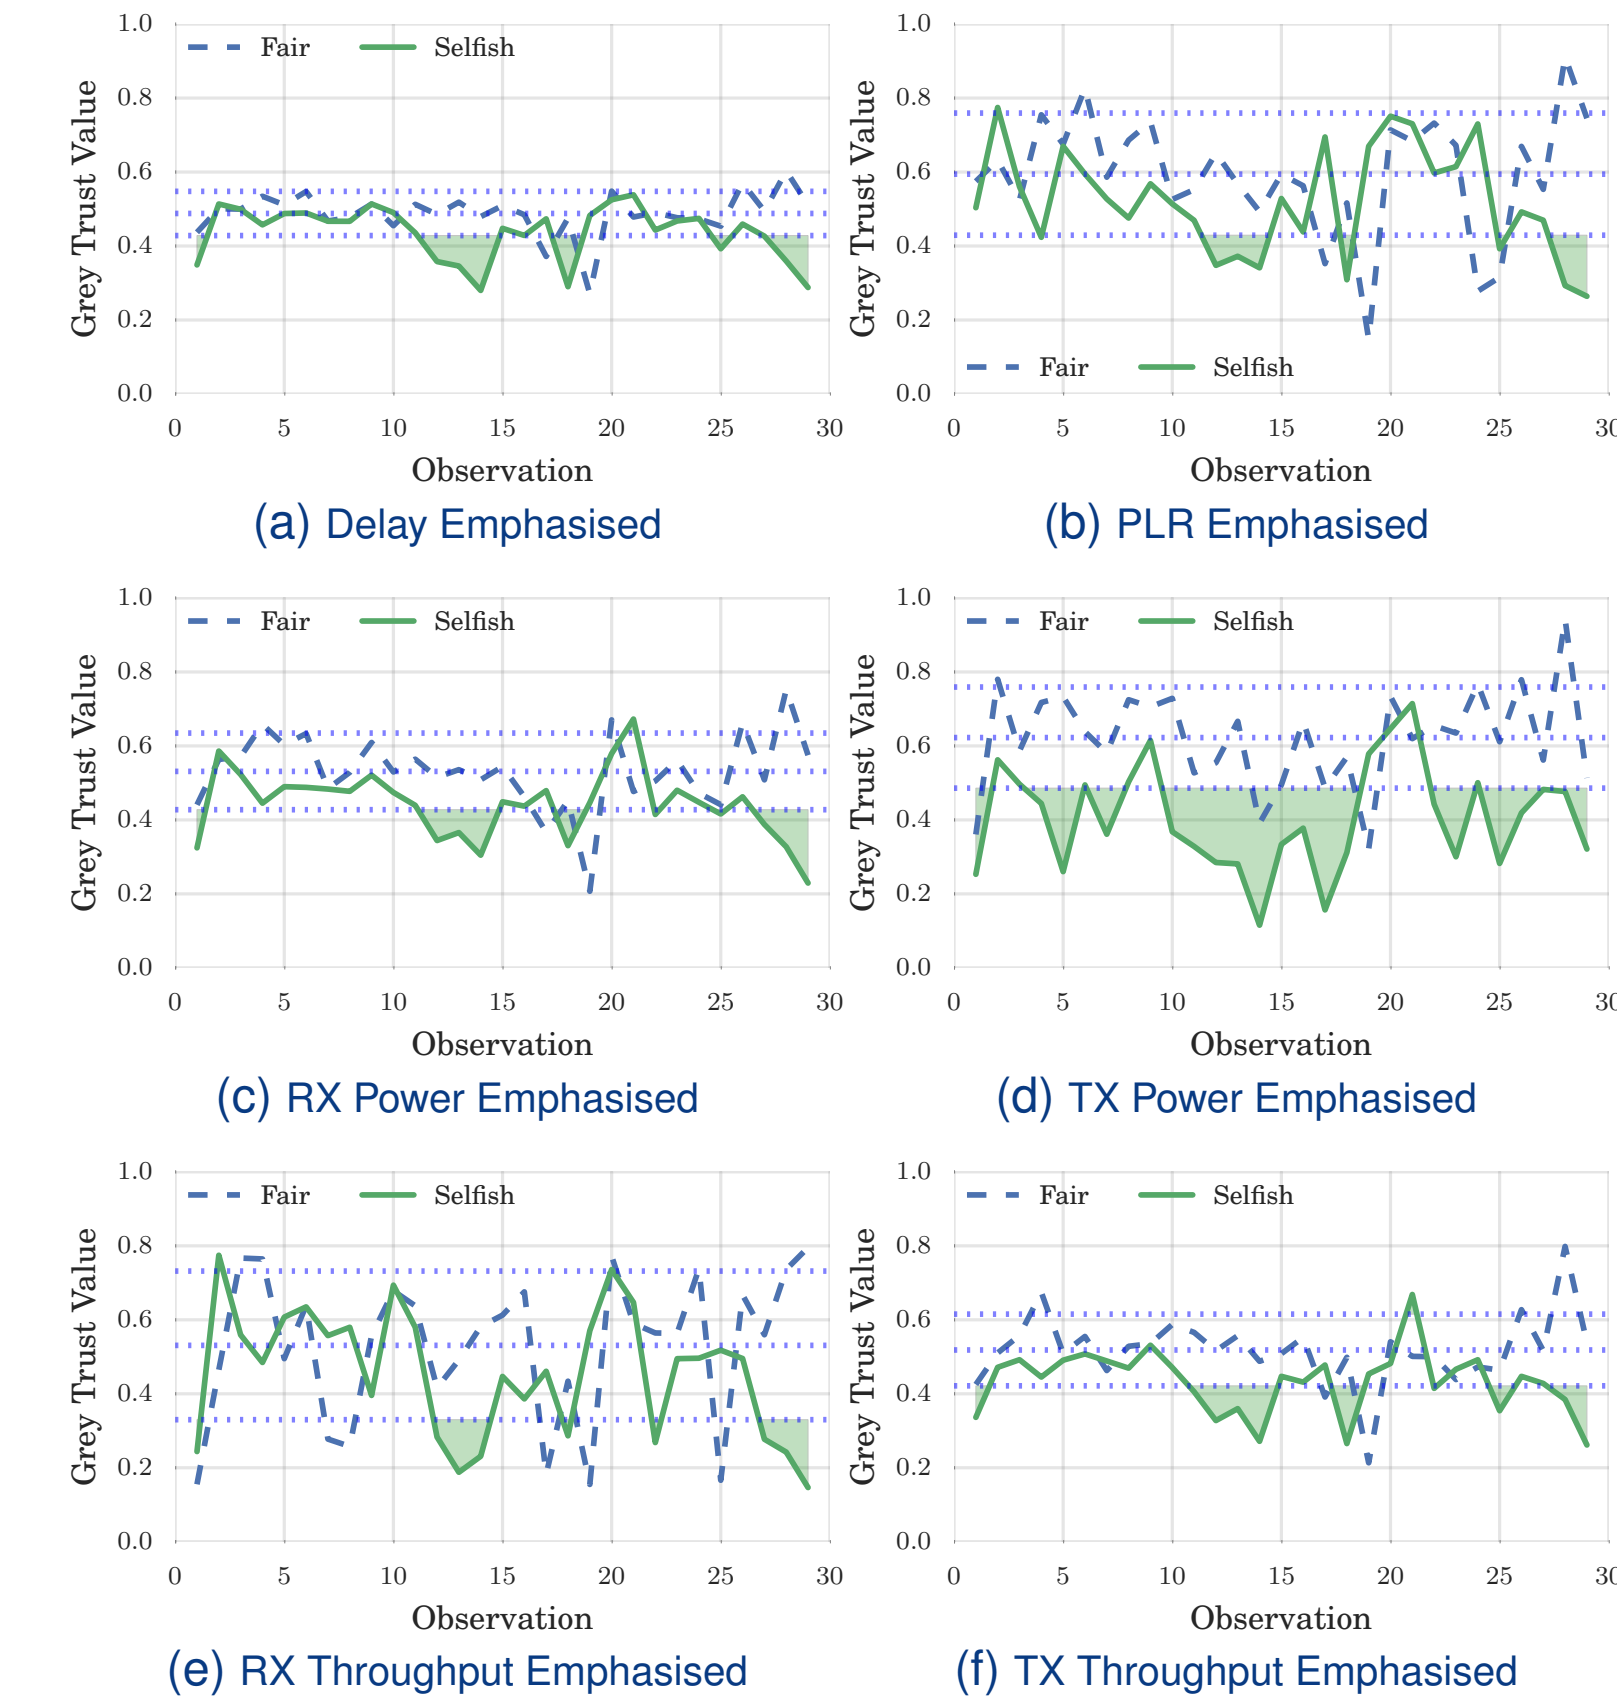 1.0
0.8
0.6
0.4
0.2
0.0
Grey Trust Value
Fair Selfish
0 5 10 15 20 25 30
Observation
(a) Delay Emphasised
1.0
0.8
0.6
0.4
0.2
0.0
Grey Trust Value
Fair Selfish
0 5 10 15 20 25 30
Observation
(b) PLR Emphasised
1.0
0.8
0.6
0.4
0.2
0.0
Grey Trust Value
Fair Selfish
0 5 10 15 20 25 30
Observation
(c) RX Power Emphasised
1.0
0.8
0.6
0.4
0.2
0.0
Grey Trust Value
Fair Selfish
0 5 10 15 20 25 30
Observation
(d) TX Power Emphasised
1.0
0.8
0.6
0.4
0.2
0.0
Grey Trust Value
Fair Selfish
0 5 10 15 20 25 30
Observation
(e) RX Throughput Emphasised
1.0
0.8
0.6
0.4
0.2
0.0
Grey Trust Value
Fair Selfish
0 5 10 15 20 25 30
Observation
(f) TX Throughput Emphasised